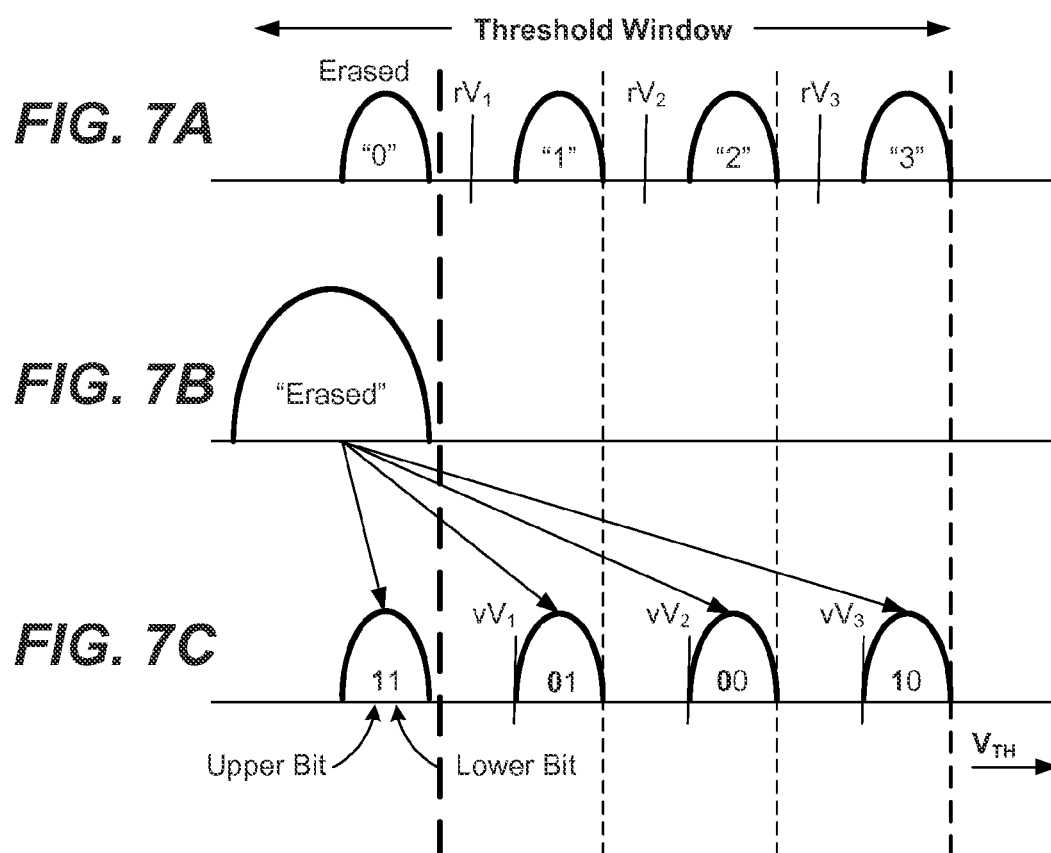 Threshold Window
Erased
FIG. 7A
rV₁ rV₂ rV₃
"0" "1" "2" "3"
FIG. 7B
"Erased"
FIG. 7C
vV₁ vV₂ vV₃
11 01 00 10
Upper Bit Lower Bit
V_TH